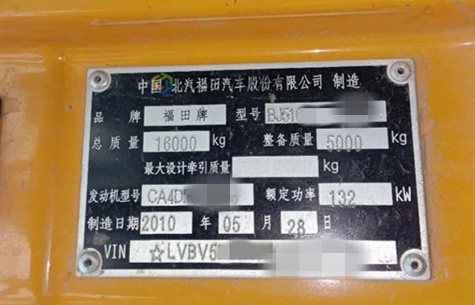 中国 北汽福田汽车股份有限公司 制造
品牌 福田牌 型号 BJ516
总质量 16000 kg 整备质量 5000 kg
最大设计牵引质量 kg
发动机型号 CA4D 额定功率 132 kW
制造日期 2010 年 05 月 28 日
VIN ☆LVBV5